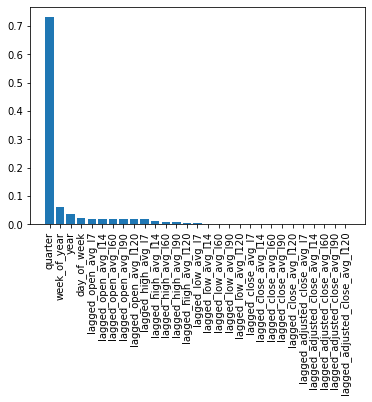 0.7
0.6
0.5
0.4
0.3
0.2
0.1
0.0
quarter
week_of_year
year
day_of_week
lagged_open_avg_l7
lagged_open_avg_l14
lagged_open_avg_l60
lagged_open_avg_l90
lagged_open_avg_l120
lagged_high_avg_l7
lagged_high_avg_l14
lagged_high_avg_l60
lagged_high_avg_l90
lagged_high_avg_l120
lagged_low_avg_l7
lagged_low_avg_l14
lagged_low_avg_l60
lagged_low_avg_l90
lagged_low_avg_l120
lagged_close_avg_l7
lagged_close_avg_l14
lagged_close_avg_l60
lagged_close_avg_l90
lagged_close_avg_l120
lagged_adjusted_close_avg_l7
lagged_adjusted_close_avg_l14
lagged_adjusted_close_avg_l60
lagged_adjusted_close_avg_l90
lagged_adjusted_close_avg_l120